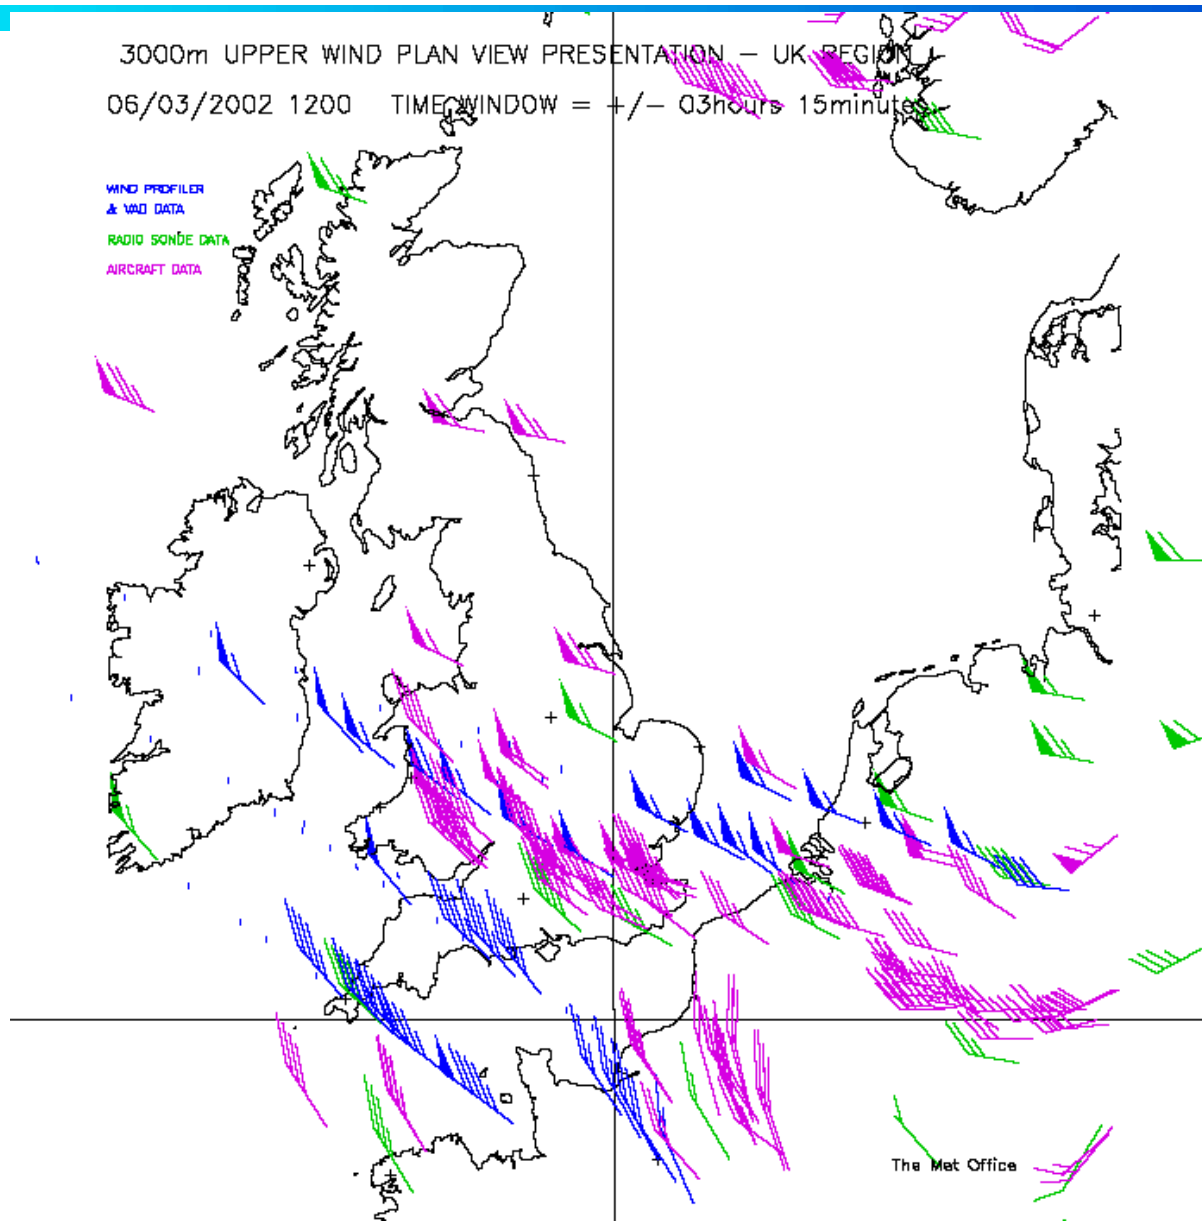 3000m UPPER WIND PLAN VIEW PRESENTATION – UK REGION
06/03/2002 1200 TIME WINDOW = +/– 03hours 15minutes
WIND PROFILER
& VAD DATA
RADIO SONDE DATA
AIRCRAFT DATA
The Met Office